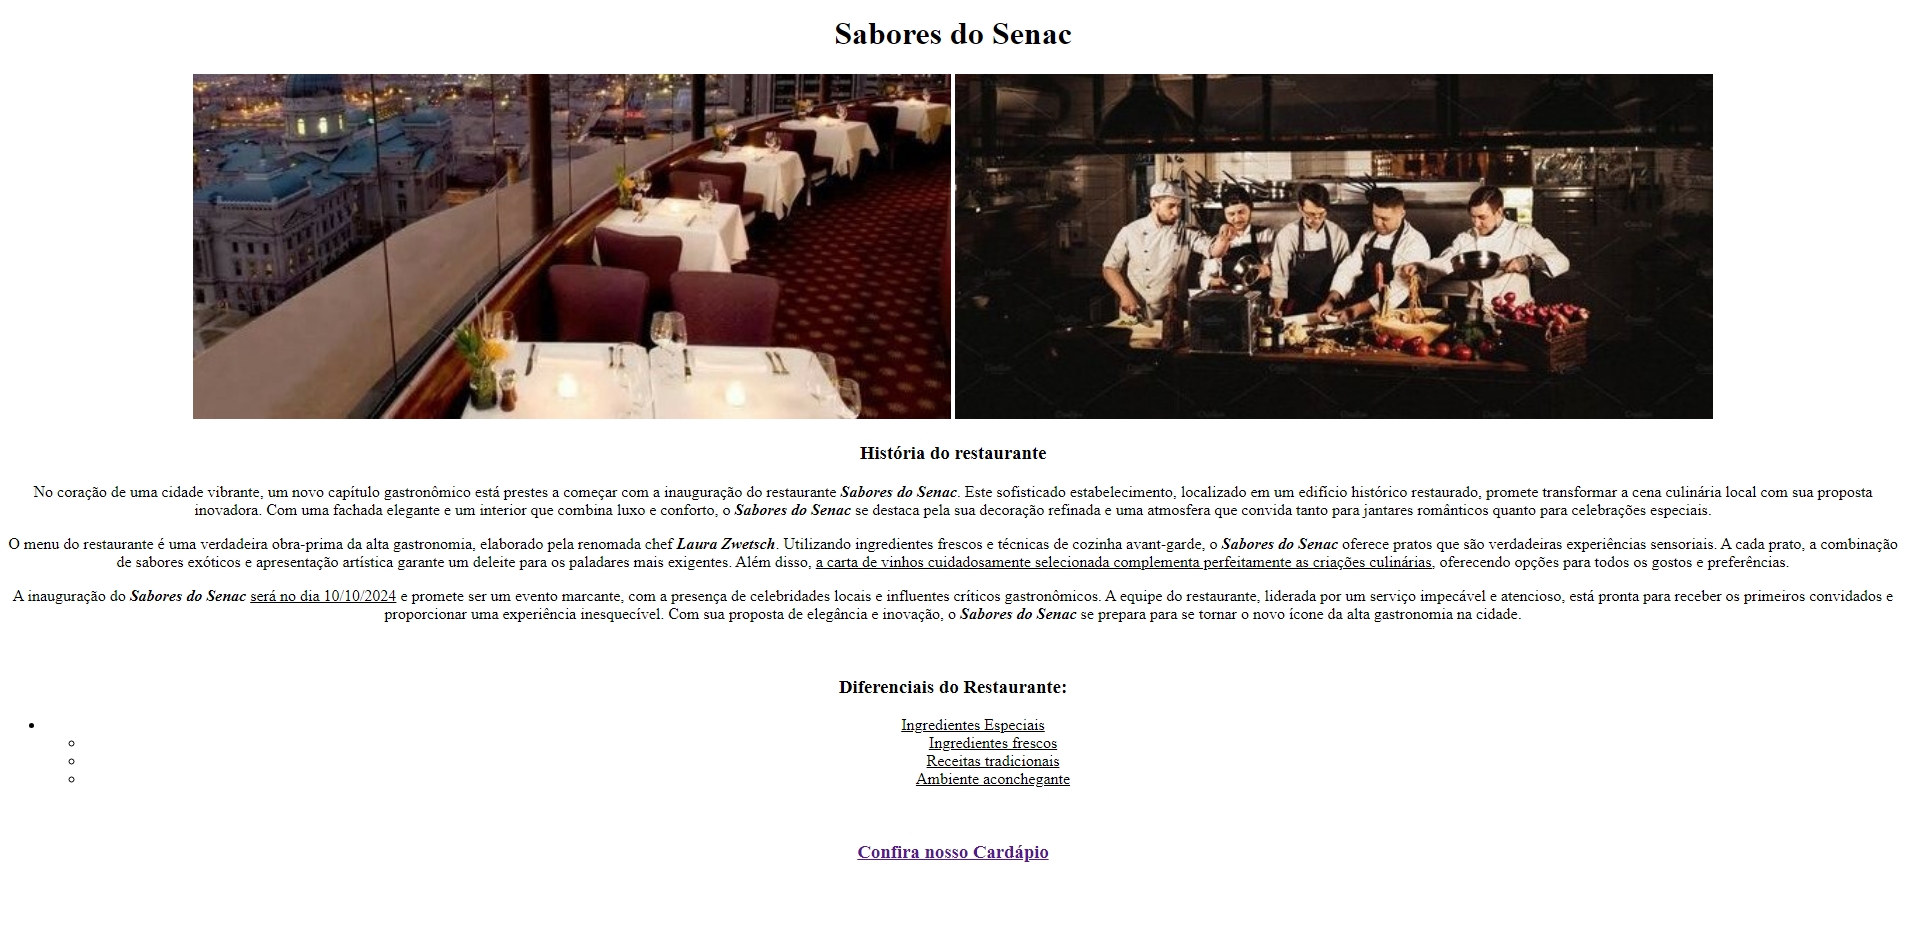 Sabores do Senac
História do restaurante
No coração de uma cidade vibrante, um novo capítulo gastronômico está prestes a começar com a inauguração do restaurante Sabores do Senac. Este sofisticado estabelecimento, localizado em um edifício histórico restaurado, promete transformar a cena culinária local com sua proposta
inovadora. Com uma fachada elegante e um interior que combina luxo e conforto, o Sabores do Senac se destaca pela sua decoração refinada e uma atmosfera que convida tanto para jantares românticos quanto para celebrações especiais.
O menu do restaurante é uma verdadeira obra-prima da alta gastronomia, elaborado pela renomada chef Laura Zwetsch. Utilizando ingredientes frescos e técnicas de cozinha avant-garde, o Sabores do Senac oferece pratos que são verdadeiras experiências sensoriais. A cada prato, a combinação
de sabores exóticos e apresentação artística garante um deleite para os paladares mais exigentes. Além disso, a carta de vinhos cuidadosamente selecionada complementa perfeitamente as criações culinárias, oferecendo opções para todos os gostos e preferências.
A inauguração do Sabores do Senac será no dia 10/10/2024 e promete ser um evento marcante, com a presença de celebridades locais e influentes críticos gastronômicos. A equipe do restaurante, liderada por um serviço impecável e atencioso, está pronta para receber os primeiros convidados e
proporcionar uma experiência inesquecível. Com sua proposta de elegância e inovação, o Sabores do Senac se prepara para se tornar o novo ícone da alta gastronomia na cidade.
Diferenciais do Restaurante:
Ingredientes Especiais
Ingredientes frescos
Receitas tradicionais
Ambiente aconchegante
Confira nosso Cardápio